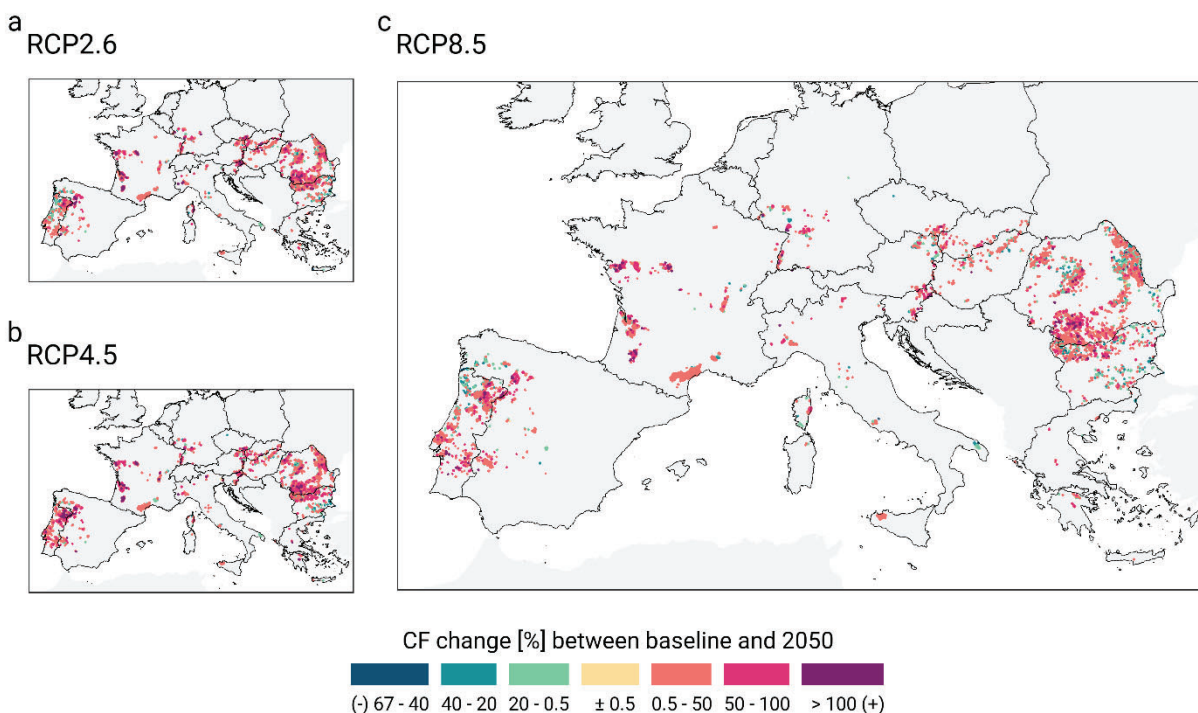 a
RCP2.6
b
RCP4.5
c
RCP8.5
CF change [%] between baseline and 2050
(-) 67 - 40 40 - 20 20 - 0.5 ± 0.5 0.5 - 50 50 - 100 > 100 (+)